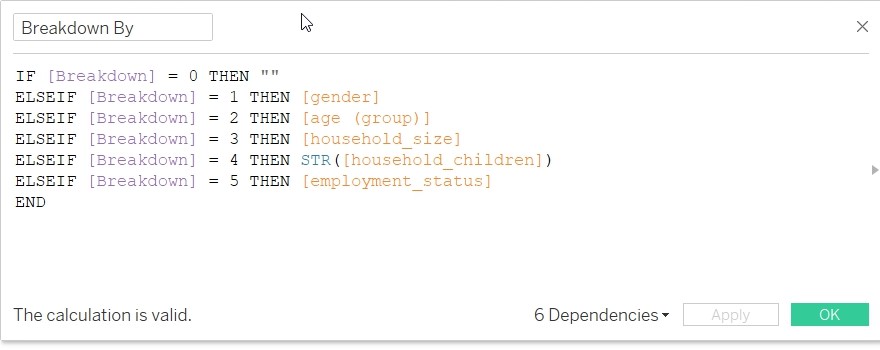 Breakdown By
IF [Breakdown] = 0 THEN ""
ELSEIF [Breakdown] = 1 THEN [gender]
ELSEIF [Breakdown] = 2 THEN [age (group)]
ELSEIF [Breakdown] = 3 THEN [household_size]
ELSEIF [Breakdown] = 4 THEN STR([household_children])
ELSEIF [Breakdown] = 5 THEN [employment_status]
END
The calculation is valid.
6 Dependencies
Apply
OK